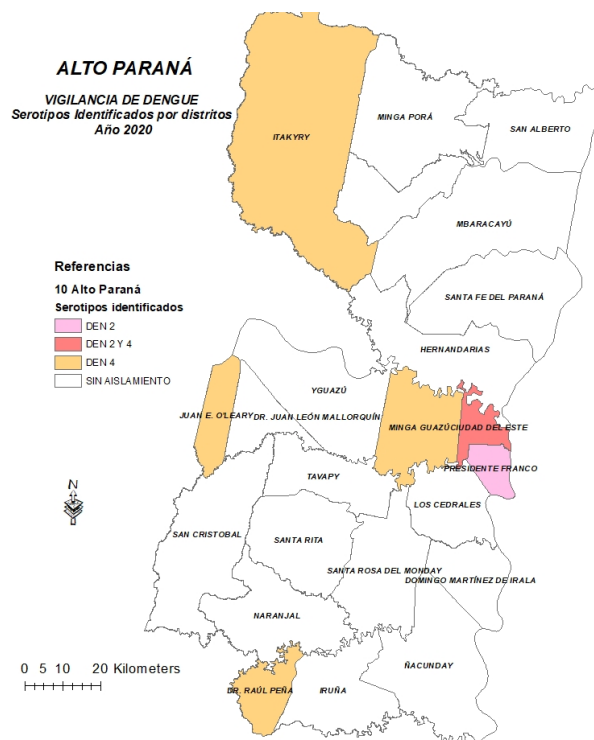 ALTO PARANÁ
VIGILANCIA DE DENGUE
Serotipos Identificados por distritos
Año 2020
ITAKYRY
MINGA PORÁ
SAN ALBERTO
MBARACAYÚ
Referencias
10 Alto Paraná
Serotipos identificados
DEN 2
DEN 2 Y 4
DEN 4
SIN AISLAMIENTO
SANTA FE DEL PARANÁ
HERNANDARIAS
YGUAZÚ
JUAN E. O'LEARY
DR. JUAN LEÓN MALLORQUÍN
MINGA GUAZÚ
CIUDAD DEL ESTE
PRESIDENTE FRANCO
TAVAPY
LOS CEDRALES
N
SAN CRISTOBAL
SANTA RITA
SANTA ROSA DEL MONDAY
DOMINGO MARTÍNEZ DE IRALA
NARANJAL
ÑACUNDAY
DR. RAÚL PEÑA
IRUÑA
0 5 10 20 Kilometers